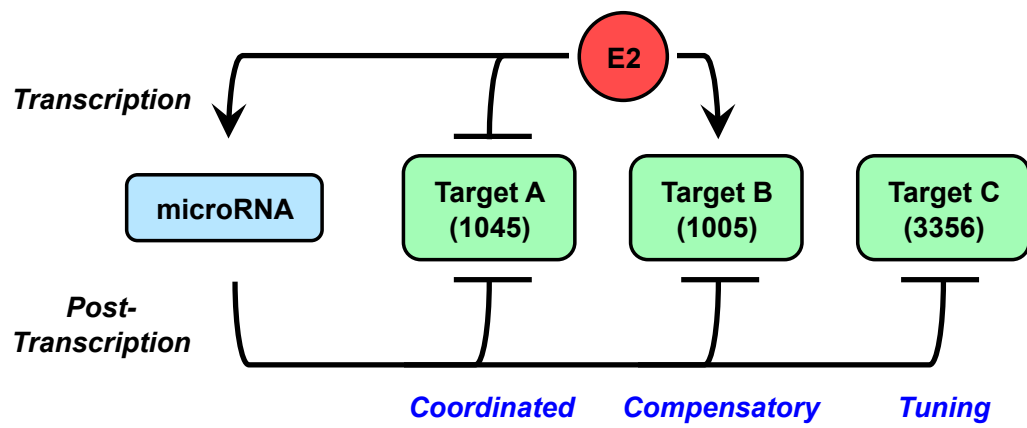 E2
Transcription
microRNA
Target A
(1045)
Target B
(1005)
Target C
(3356)
Post-
Transcription
Coordinated
Compensatory
Tuning